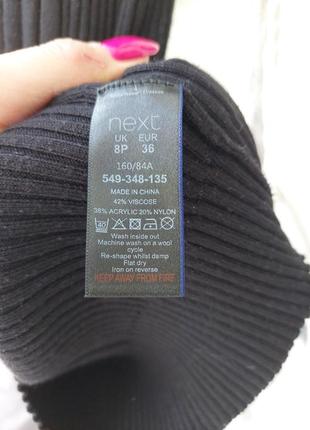 next
UK EUR
8P 36
160/84A
549-348-135
MADE IN CHINA
42% VISCOSE
38% ACRYLIC 20% NYLON
40
Wash inside out
Machine wash on a wool
cycle
Re-shape whilst damp
Flat dry
Iron on reverse
KEEP AWAY FROM FIRE